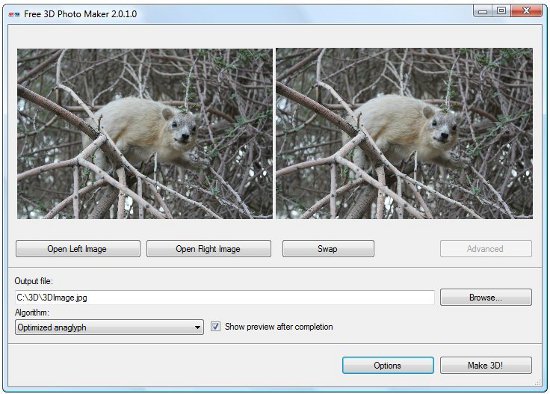 Free 3D Photo Maker 2.0.1.0
Open Left Image Open Right Image Swap Advanced
Output file:
C:\3D\3DImage.jpg Browse...
Algorithm:
Optimized anaglyph Show preview after completion
Options Make 3D!